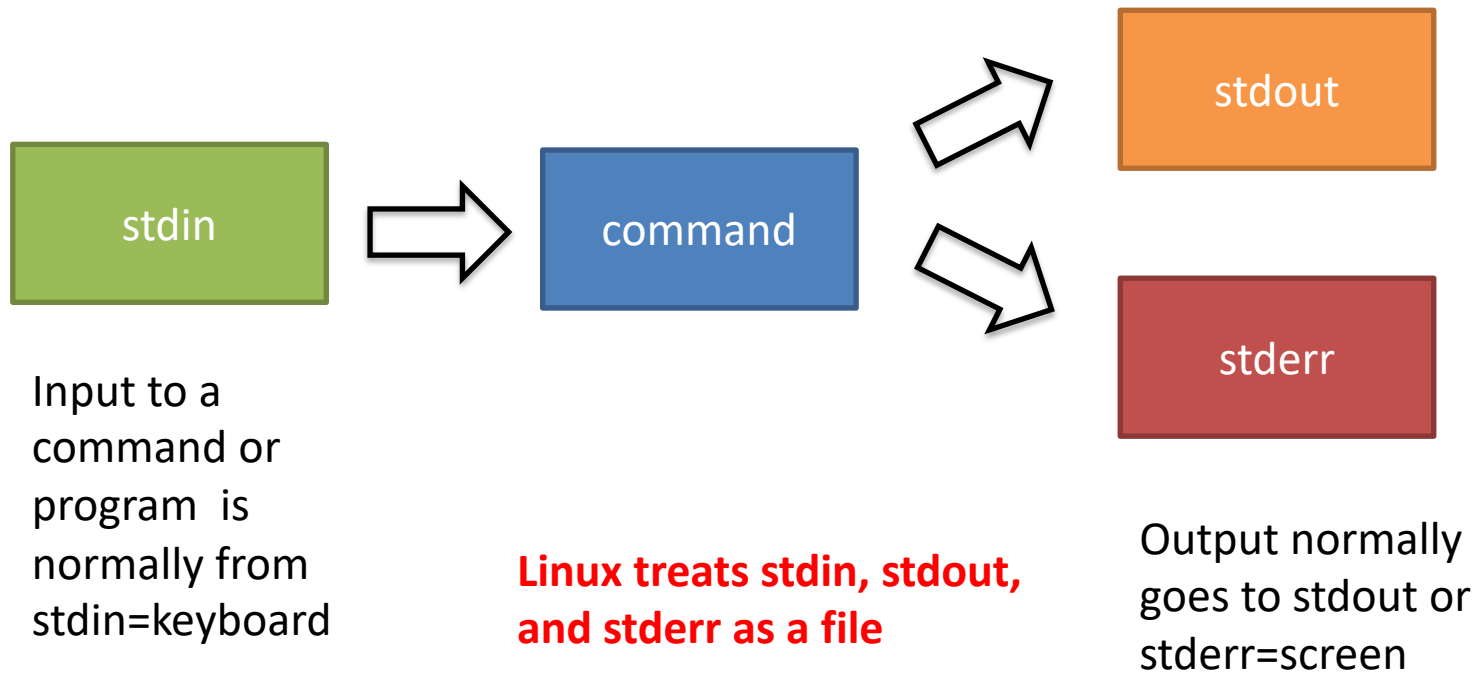 stdin
command
stdout
stderr
Input to a
command or
program  is
normally from
stdin=keyboard
Linux treats stdin, stdout,
and stderr as a file
Output normally
goes to stdout or
stderr=screen